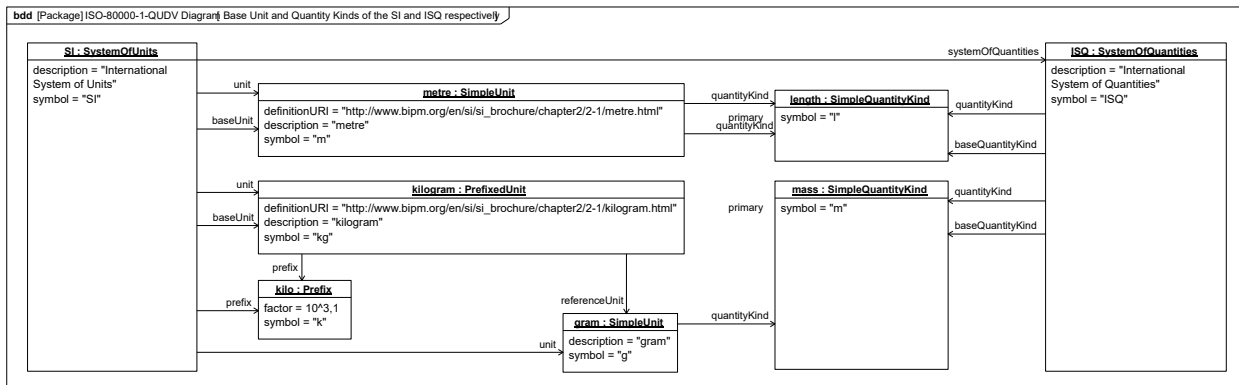 bdd [Package] ISO-80000-1-QUDV Diagram[ Base Unit and Quantity Kinds of the SI and ISQ respectively ]
SI : SystemOfUnits
description = "International
System of Units"
symbol = "SI"
systemOfQuantities
ISQ : SystemOfQuantities
description = "International
System of Quantities"
symbol = "ISQ"
unit
baseUnit
metre : SimpleUnit
definitionURI = "http://www.bipm.org/en/si/si_brochure/chapter2/2-1/metre.html"
description = "metre"
symbol = "m"
quantityKind
primary
quantityKind
length : SimpleQuantityKind
symbol = "l"
quantityKind
baseQuantityKind
unit
baseUnit
kilogram : PrefixedUnit
definitionURI = "http://www.bipm.org/en/si/si_brochure/chapter2/2-1/kilogram.html"
description = "kilogram"
symbol = "kg"
primary
mass : SimpleQuantityKind
symbol = "m"
quantityKind
baseQuantityKind
prefix
prefix
kilo : Prefix
factor = 10^3,1
symbol = "k"
referenceUnit
unit
gram : SimpleUnit
description = "gram"
symbol = "g"
quantityKind